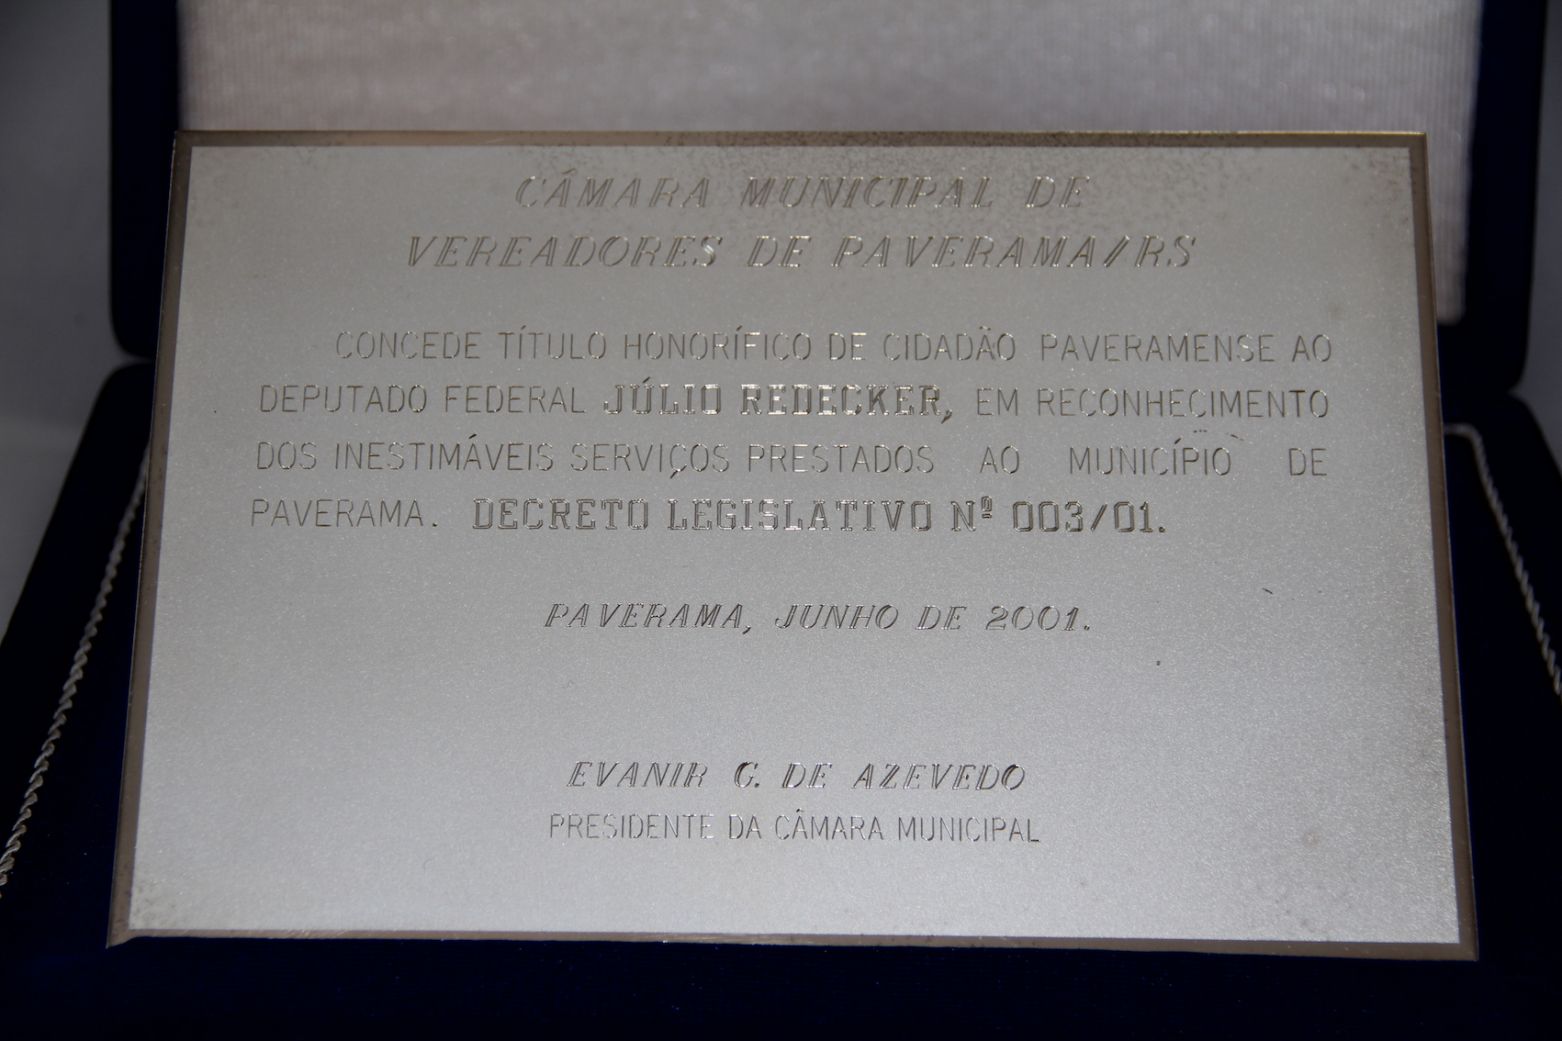 CÂMARA MUNICIPAL DE
VEREADORES DE PAVERAMA/RS
CONCEDE TÍTULO HONORÍFICO DE CIDADÃO PAVERAMENSE AO
DEPUTADO FEDERAL JÚLIO REDECKER, EM RECONHECIMENTO
DOS INESTIMÁVEIS SERVIÇOS PRESTADOS AO MUNICÍPIO DE
PAVERAMA. DECRETO LEGISLATIVO Nº 003/01.
PAVERAMA, JUNHO DE 2001.
EVANIR C. DE AZEVEDO
PRESIDENTE DA CÂMARA MUNICIPAL